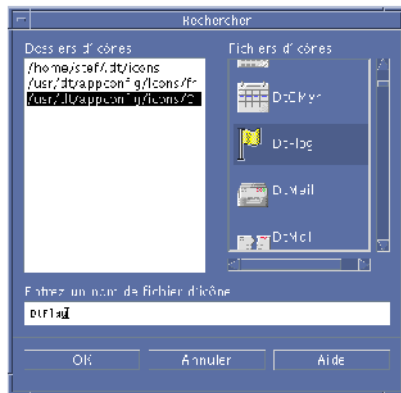 Rechercher
Dossiers d'icônes
/home/stef/.dt/icons
/usr/dt/appconfig/icons/fr
/usr/dt/appconfig/icons/C
Fichiers d'icônes
DtFlag
DtMail
Entrez un nom de fichier d'icône
DtFlag
OK
Annuler
Aide